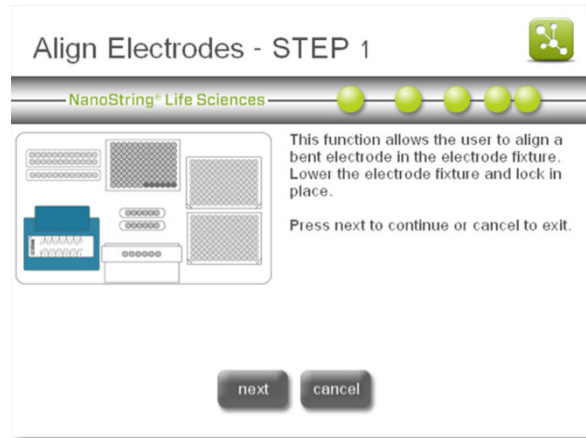 Align Electrodes - STEP 1
NanoString® Life Sciences
This function allows the user to align a
bent electrode in the electrode fixture.
Lower the electrode fixture and lock in
place.
Press next to continue or cancel to exit.
next
cancel